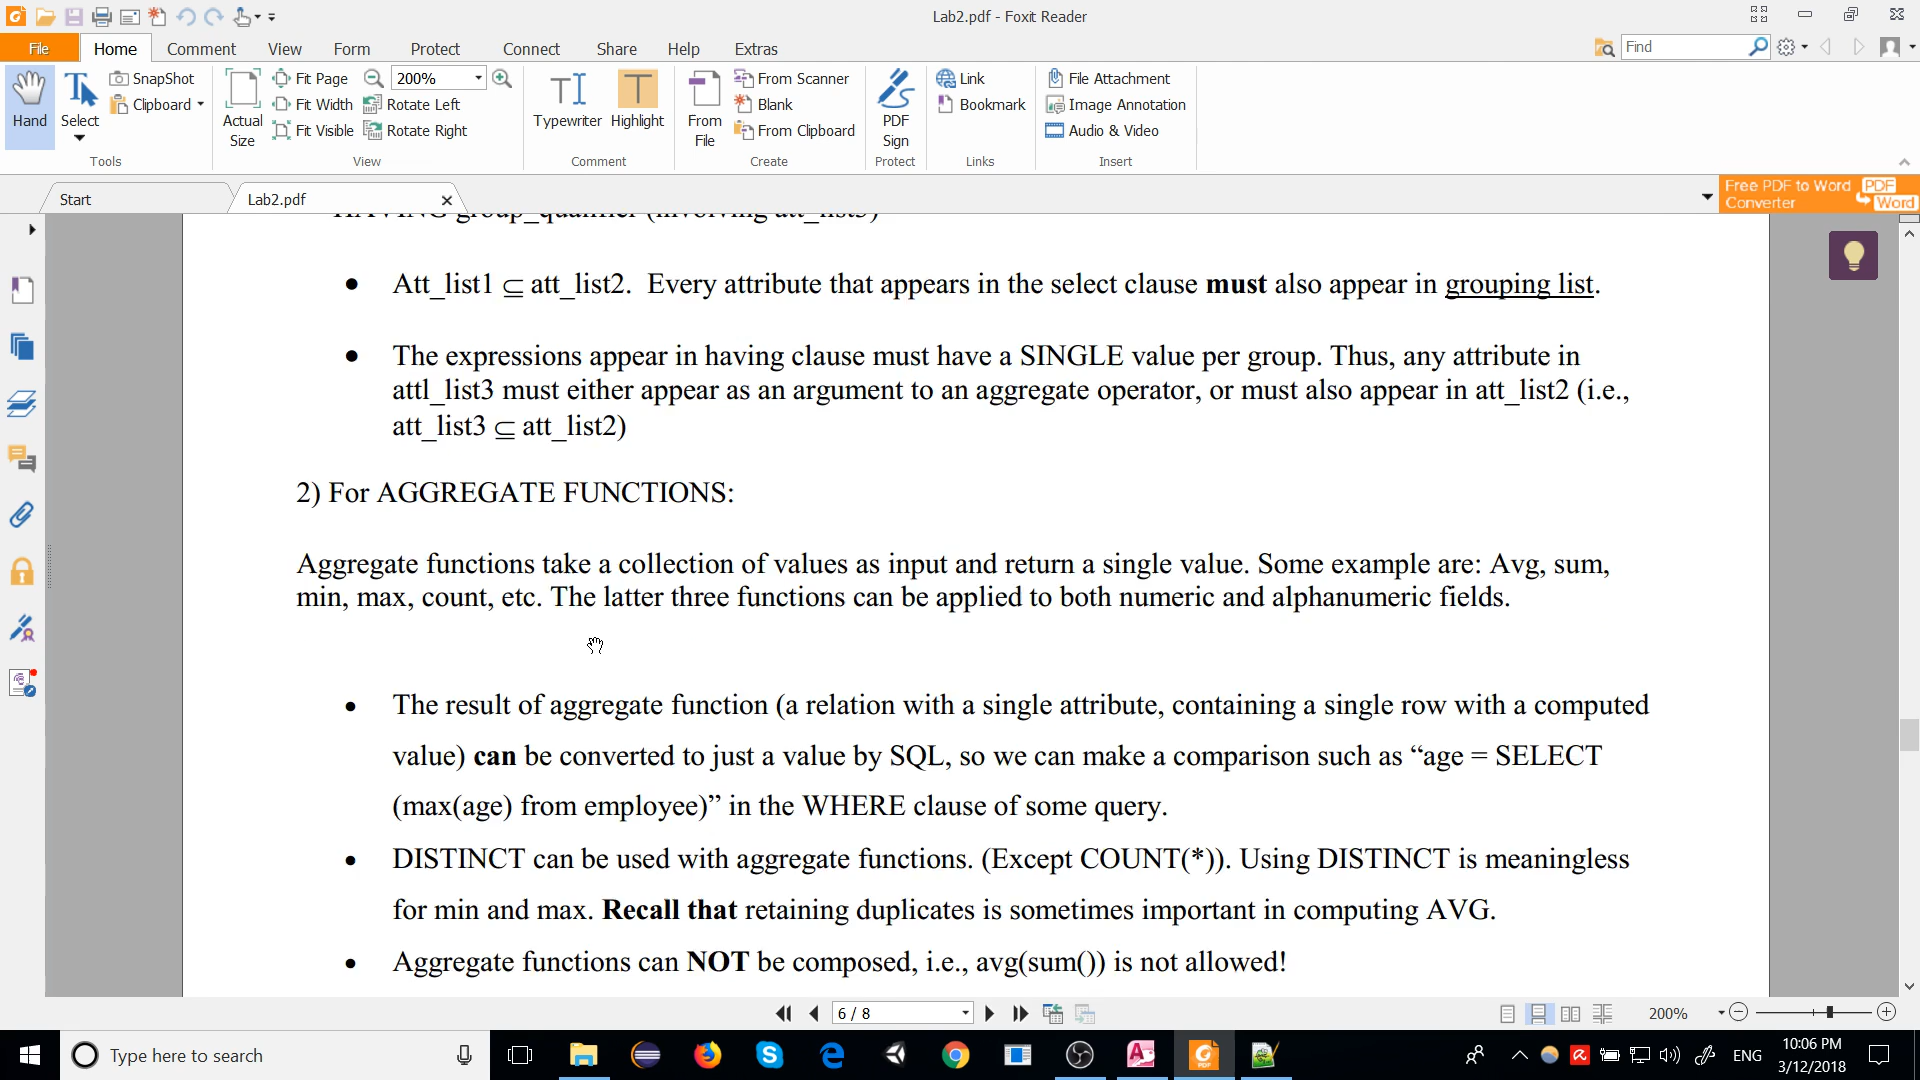 Lab2.pdf - Foxit Reader
File Home Comment View Form Protect Connect Share Help Extras
Find
Hand
Select
SnapShot
Clipboard
Tools
Actual Size
Fit Page
Fit Width
Fit Visible
200%
Rotate Left
Rotate Right
View
Typewriter
Highlight
Comment
From File
From Scanner
Blank
From Clipboard
Create
PDF Sign
Protect
Link
Bookmark
Links
File Attachment
Image Annotation
Audio & Video
Insert
Start
Lab2.pdf
Free PDF to Word Converter
PDF
Word
HAVING group_qualifier (involving att_list3)
• Att_list1 ⊆ att_list2. Every attribute that appears in the select clause must also appear in grouping list.
• The expressions appear in having clause must have a SINGLE value per group. Thus, any attribute in
attl_list3 must either appear as an argument to an aggregate operator, or must also appear in att_list2 (i.e.,
att_list3 ⊆ att_list2)
2) For AGGREGATE FUNCTIONS:
Aggregate functions take a collection of values as input and return a single value. Some example are: Avg, sum,
min, max, count, etc. The latter three functions can be applied to both numeric and alphanumeric fields.
• The result of aggregate function (a relation with a single attribute, containing a single row with a computed
value) can be converted to just a value by SQL, so we can make a comparison such as “age = SELECT
(max(age) from employee)” in the WHERE clause of some query.
• DISTINCT can be used with aggregate functions. (Except COUNT(*)). Using DISTINCT is meaningless
for min and max. Recall that retaining duplicates is sometimes important in computing AVG.
• Aggregate functions can NOT be composed, i.e., avg(sum()) is not allowed!
6 / 8
200%
Type here to search
ENG
10:06 PM
3/12/2018